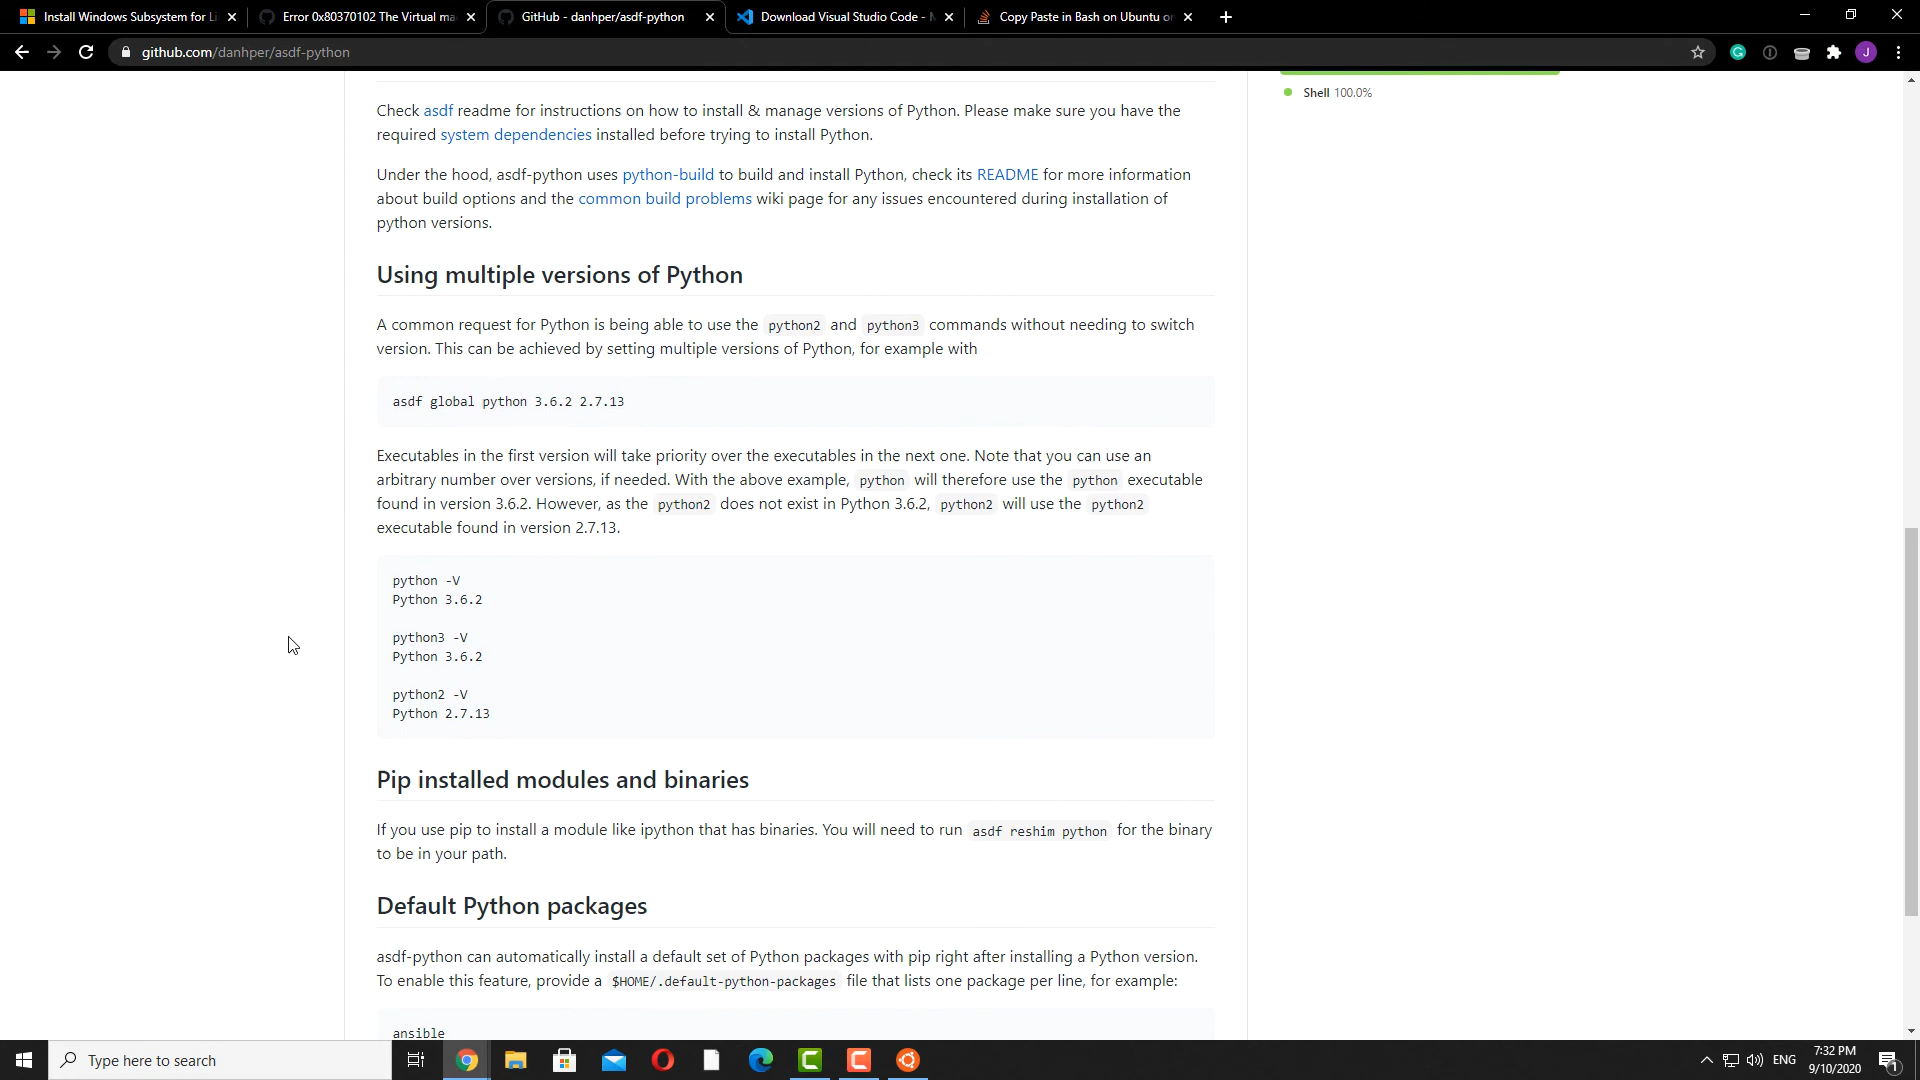 Install Windows Subsystem for Li
Error 0x80370102 The Virtual ma
GitHub - danhper/asdf-python
Download Visual Studio Code - M
Copy Paste in Bash on Ubuntu on
github.com/danhper/asdf-python
J
Shell 100.0%
Check asdf readme for instructions on how to install & manage versions of Python. Please make sure you have the
required system dependencies installed before trying to install Python.
Under the hood, asdf-python uses python-build to build and install Python, check its README for more information
about build options and the common build problems wiki page for any issues encountered during installation of
python versions.
Using multiple versions of Python
A common request for Python is being able to use the python2 and python3 commands without needing to switch
version. This can be achieved by setting multiple versions of Python, for example with
asdf global python 3.6.2 2.7.13
Executables in the first version will take priority over the executables in the next one. Note that you can use an
arbitrary number over versions, if needed. With the above example, python will therefore use the python executable
found in version 3.6.2. However, as the python2 does not exist in Python 3.6.2, python2 will use the python2
executable found in version 2.7.13.
python -V
Python 3.6.2
python3 -V
Python 3.6.2
python2 -V
Python 2.7.13
Pip installed modules and binaries
If you use pip to install a module like ipython that has binaries. You will need to run asdf reshim python for the binary
to be in your path.
Default Python packages
asdf-python can automatically install a default set of Python packages with pip right after installing a Python version.
To enable this feature, provide a $HOME/.default-python-packages file that lists one package per line, for example:
ansible
Type here to search
ENG
7:32 PM
9/10/2020
1